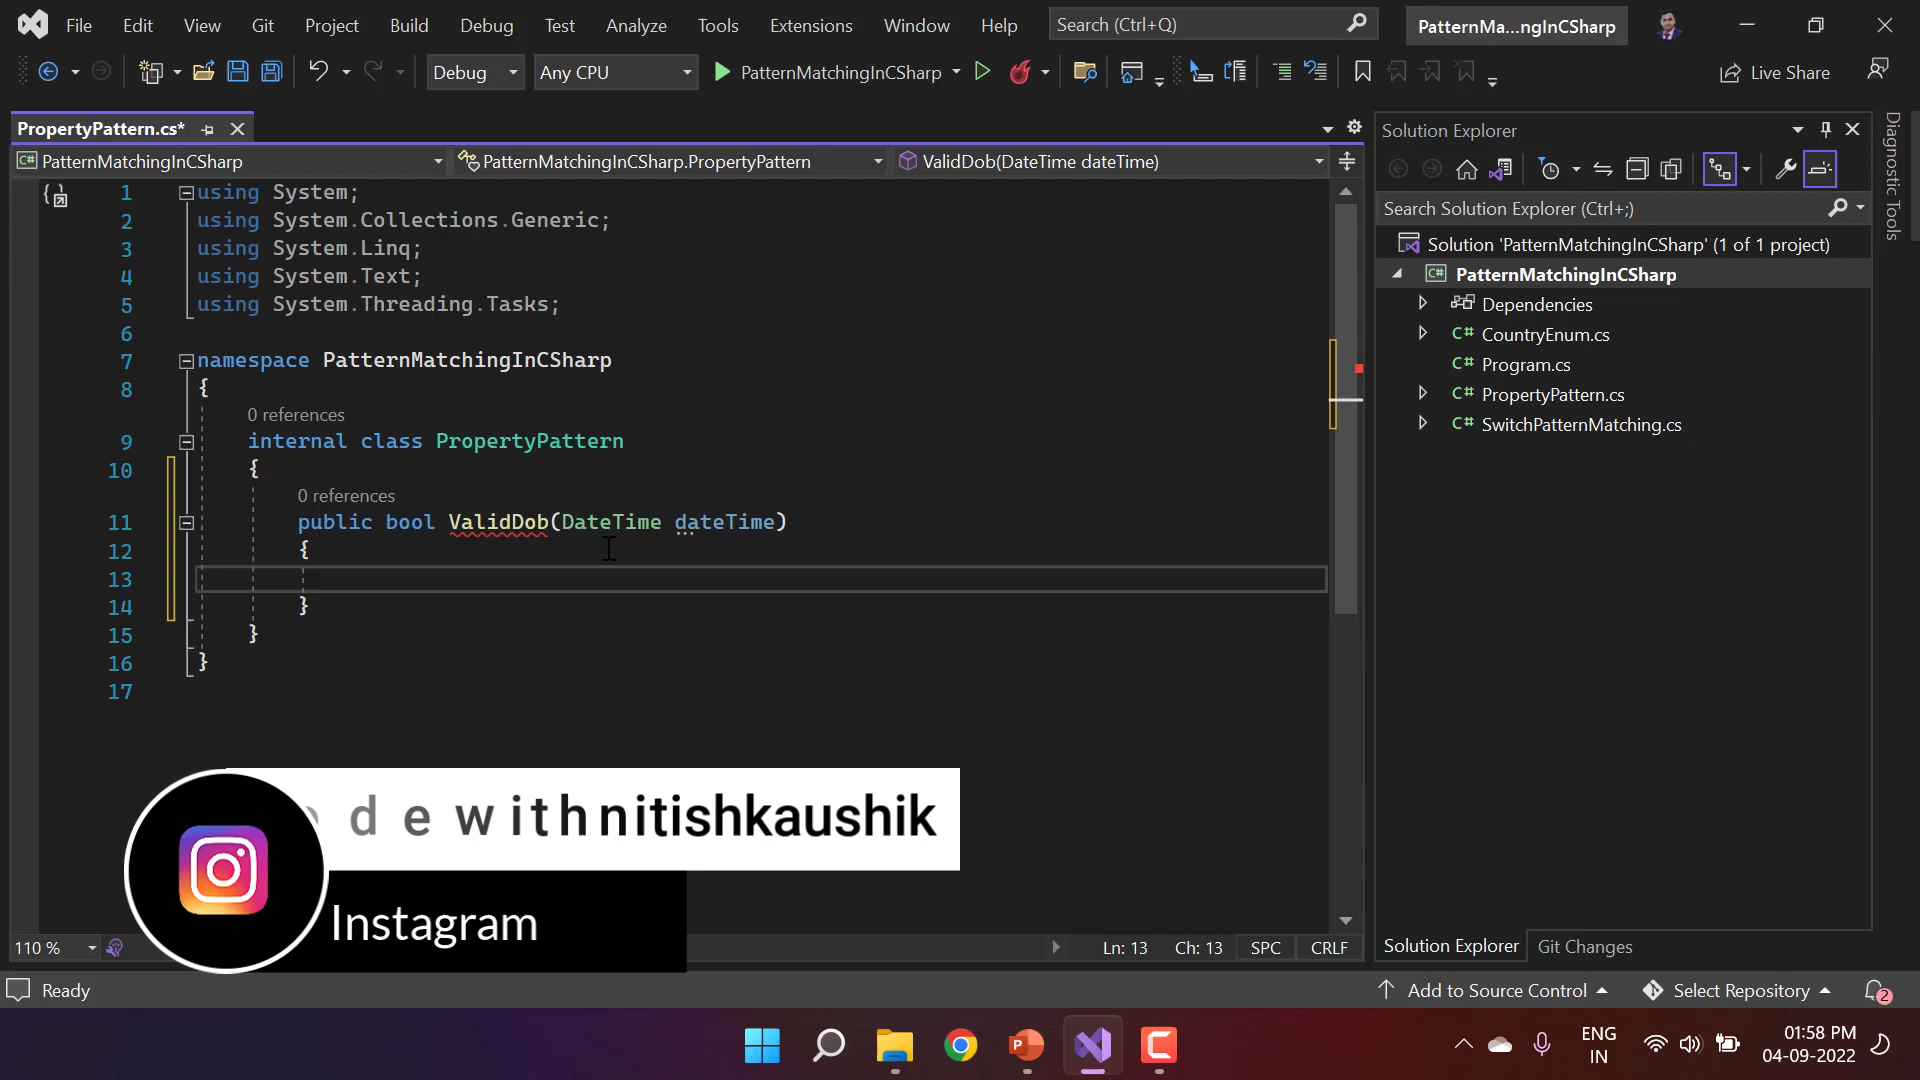 File Edit View Git Project Build Debug Test Analyze Tools Extensions Window Help Search (Ctrl+Q) PatternMa...ngInCSharp
Debug Any CPU PatternMatchingInCSharp Live Share
PropertyPattern.cs*
PatternMatchingInCSharp PatternMatchingInCSharp.PropertyPattern ValidDob(DateTime dateTime)
1 using System;
2 using System.Collections.Generic;
3 using System.Linq;
4 using System.Text;
5 using System.Threading.Tasks;
6
7 namespace PatternMatchingInCSharp
8 {
0 references
9 internal class PropertyPattern
10 {
0 references
11 public bool ValidDob(DateTime dateTime)
12 {
13
14 }
15 }
16 }
17
Solution Explorer
Search Solution Explorer (Ctrl+;)
Solution 'PatternMatchingInCSharp' (1 of 1 project)
C# PatternMatchingInCSharp
Dependencies
C# CountryEnum.cs
C# Program.cs
C# PropertyPattern.cs
C# SwitchPatternMatching.cs
Diagnostic Tools
dewithnitishkaushik
Instagram
110 % Ln: 13 Ch: 13 SPC CRLF
Solution Explorer Git Changes
Ready Add to Source Control Select Repository 2
ENG
IN
01:58 PM
04-09-2022